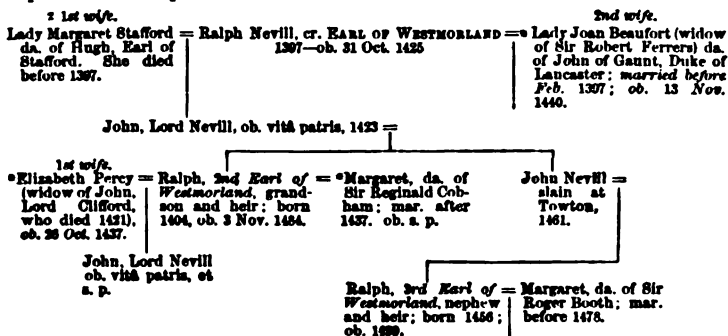 1st wife.
2nd wife.
Lady Margaret Stafford = Ralph Nevill, cr. EARL OF WESTMORLAND = Lady Joan Beaufort (widow
da. of Hugh, Earl of 1397—ob. 31 Oct. 1425 of Sir Robert Ferrers) da.
Stafford. She died of John of Gaunt, Duke of
before 1397. Lancaster; married before
Feb. 1397; ob. 13 Nov.
1440.
John, Lord Nevill, ob. vitâ patris, 1423 =
1st wife.
*Elizabeth Percy = Ralph, 2nd Earl of = *Margaret, da. of John Nevill =
(widow of John, Westmorland, grand- Sir Reginald Cob- slain at
Lord Clifford, son and heir; born ham; mar. after Towton,
who died 1421), 1404, ob. 3 Nov. 1484. 1437. ob. s. p. 1461.
ob. 26 Oct. 1437.
John, Lord Nevill
ob. vitâ patris, et
s. p.
Ralph, 3rd Earl of = Margaret, da. of Sir
Westmorland, nephew Roger Booth; mar.
and heir; born 1456; before 1478.
ob. 1499.